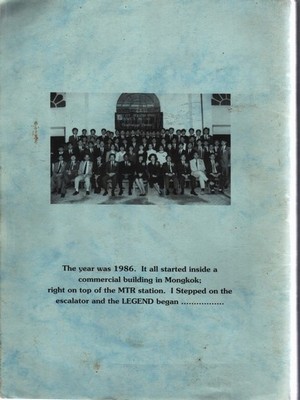 The year was 1986. It all started inside a
commercial building in Mongkok;
right on top of the MTR station. I Stepped on the
escalator and the LEGEND began ..................